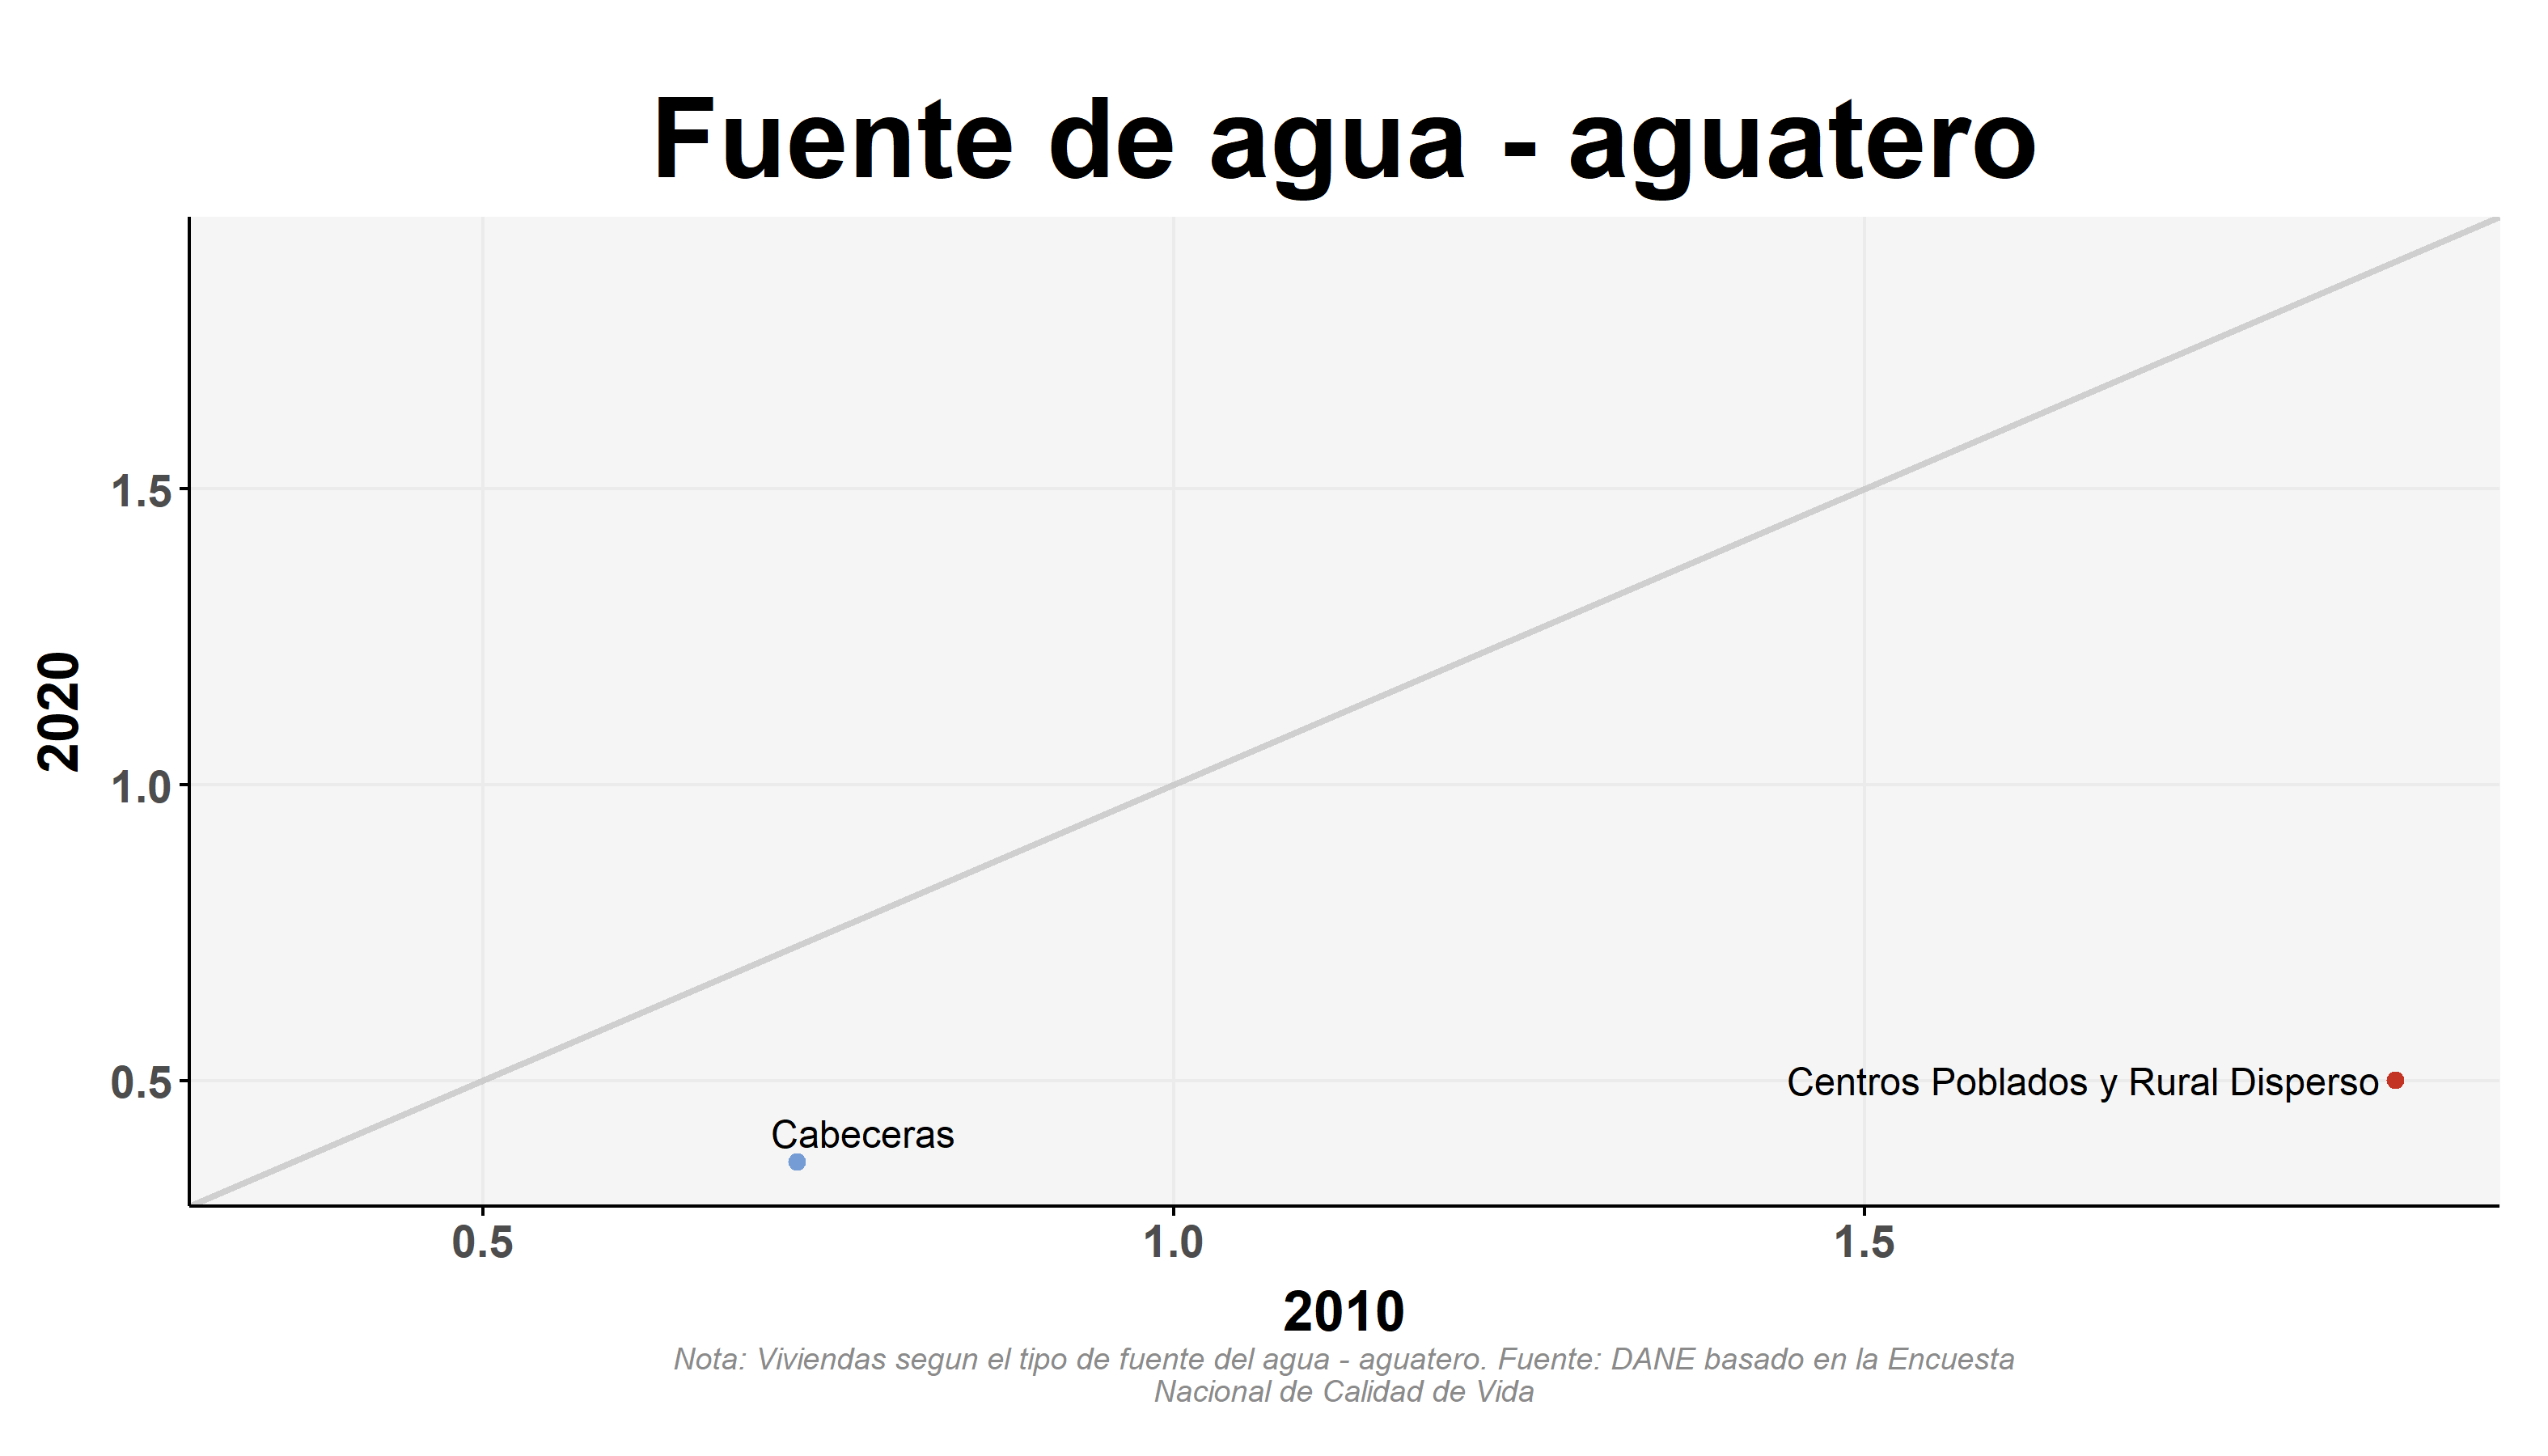 Fuente de agua - aguatero
2020
1.5
1.0
0.5
Centros Poblados y Rural Disperso
Cabeceras
0.5
1.0
1.5
2010
Nota: Viviendas segun el tipo de fuente del agua - aguatero. Fuente: DANE basado en la Encuesta
Nacional de Calidad de Vida